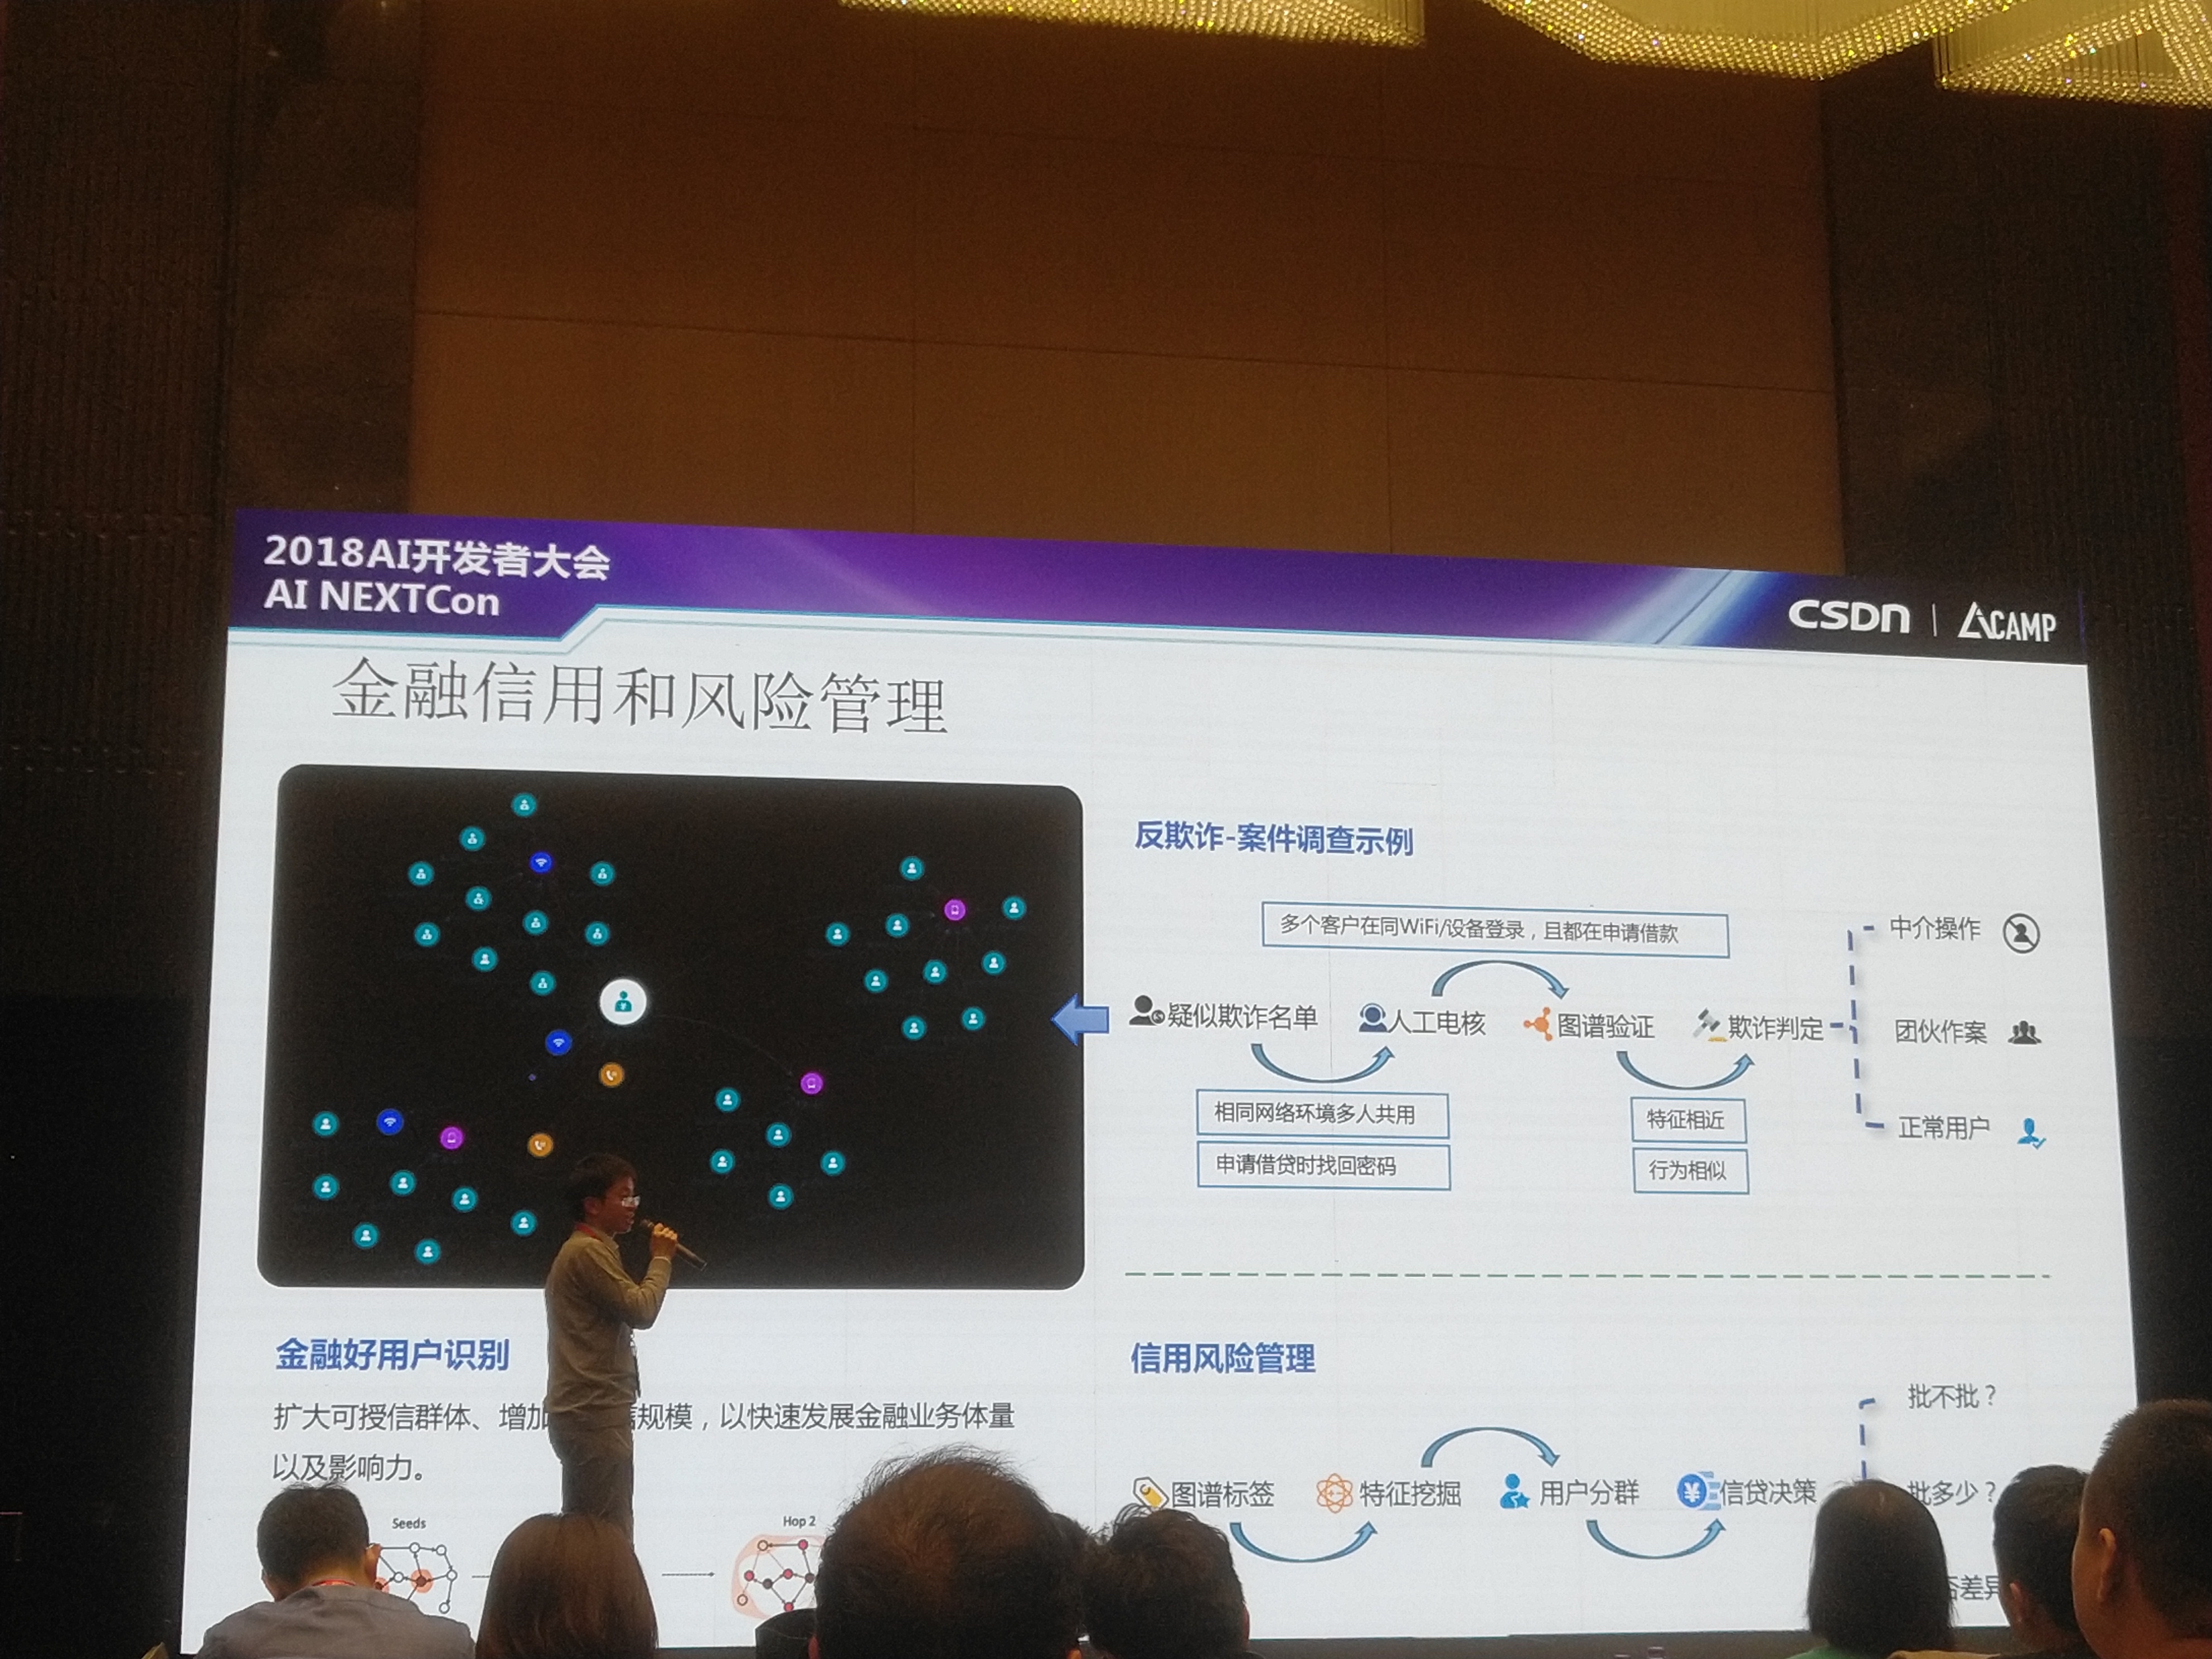 2018AI开发者大会
AI NEXTCon
CSDN | AICAMP
金融信用和风险管理
反欺诈-案件调查示例
多个客户在同WiFi/设备登录，且都在申请借款
疑似欺诈名单 人工电核 图谱验证 欺诈判定
相同网络环境多人共用
申请借贷时找回密码
特征相近
行为相似
中介操作
团伙作案
正常用户
金融好用户识别
扩大可授信群体、增加 规模，以快速发展金融业务体量
以及影响力。
Seeds
Hop 2
信用风险管理
图谱标签 特征挖掘 用户分群 信贷决策
批不批？
批多少？
否差异